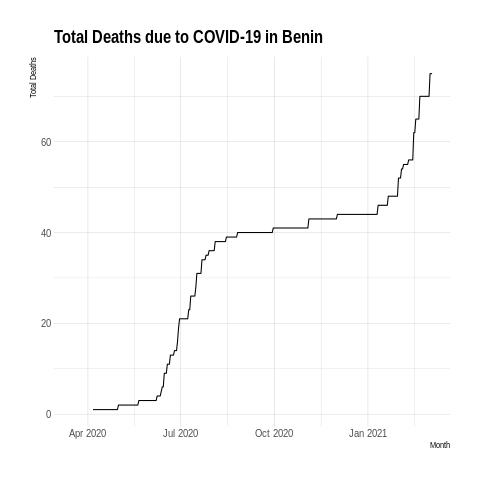 Total Deaths due to COVID-19 in Benin
Total Deaths
60
40
20
0
Apr 2020 Jul 2020 Oct 2020 Jan 2021
Month